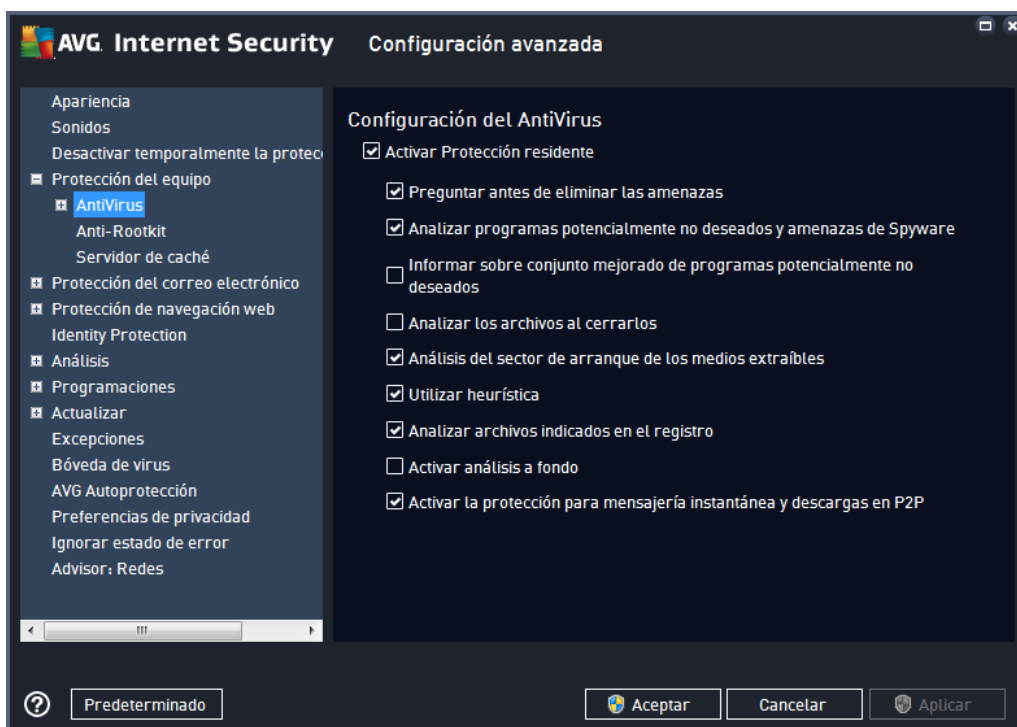 AVG. Internet Security
Configuración avanzada
Apariencia
Sonidos
Desactivar temporalmente la protec
Protección del equipo
AntiVirus
Anti-Rootkit
Servidor de caché
Protección del correo electrónico
Protección de navegación web
Identity Protection
Análisis
Programaciones
Actualizar
Excepciones
Bóveda de virus
AVG Autoprotección
Preferencias de privacidad
Ignorar estado de error
Advisor: Redes
Configuración del AntiVirus
Activar Protección residente
Preguntar antes de eliminar las amenazas
Analizar programas potencialmente no deseados y amenazas de Spyware
Informar sobre conjunto mejorado de programas potencialmente no
deseados
Analizar los archivos al cerrarlos
Análisis del sector de arranque de los medios extraíbles
Utilizar heurística
Analizar archivos indicados en el registro
Activar análisis a fondo
Activar la protección para mensajería instantánea y descargas en P2P
?
Predeterminado
Aceptar
Cancelar
Aplicar